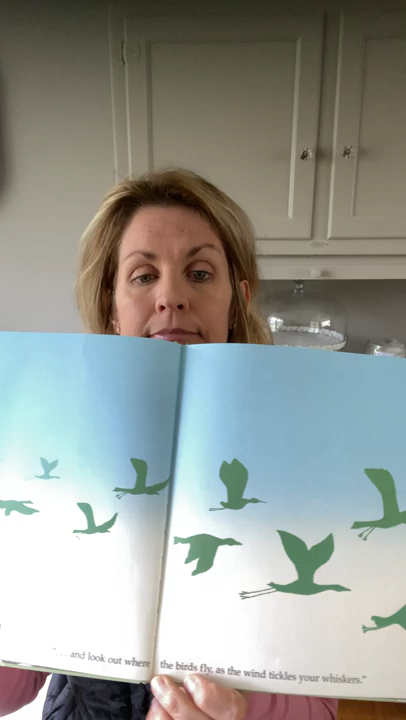 ". . . and look out where the birds fly, as the wind tickles your whiskers."